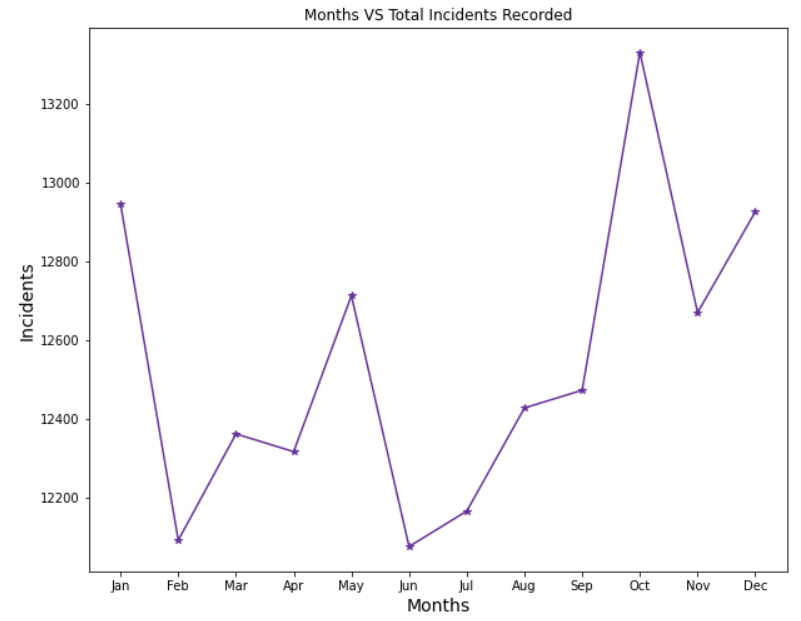 Months VS Total Incidents Recorded
13200
13000
12800
12600
12400
12200
Incidents
Jan Feb Mar Apr May Jun Jul Aug Sep Oct Nov Dec
Months